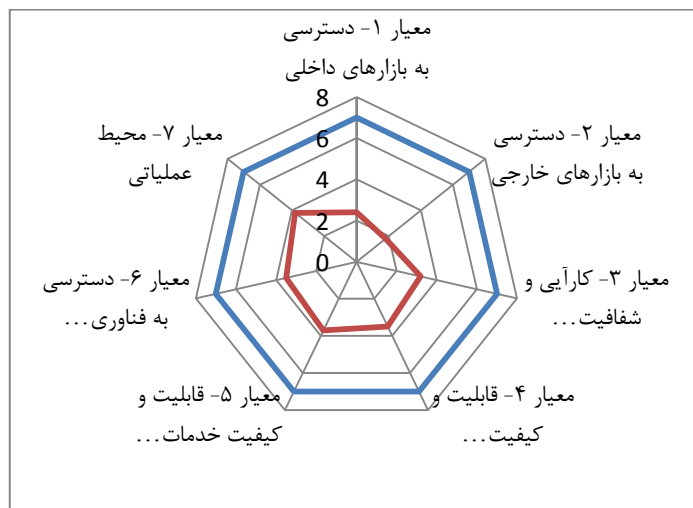 معیار ۱- دسترسی
به بازارهای داخلی
معیار ۲- دسترسی
به بازارهای خارجی
معیار ۳- کارآیی و
شفافیت...
معیار ۴- قابلیت و
کیفیت...
معیار ۵- قابلیت و
کیفیت خدمات...
معیار ۶- دسترسی
به فناوری...
معیار ۷- محیط
عملیاتی
8
6
4
2
0